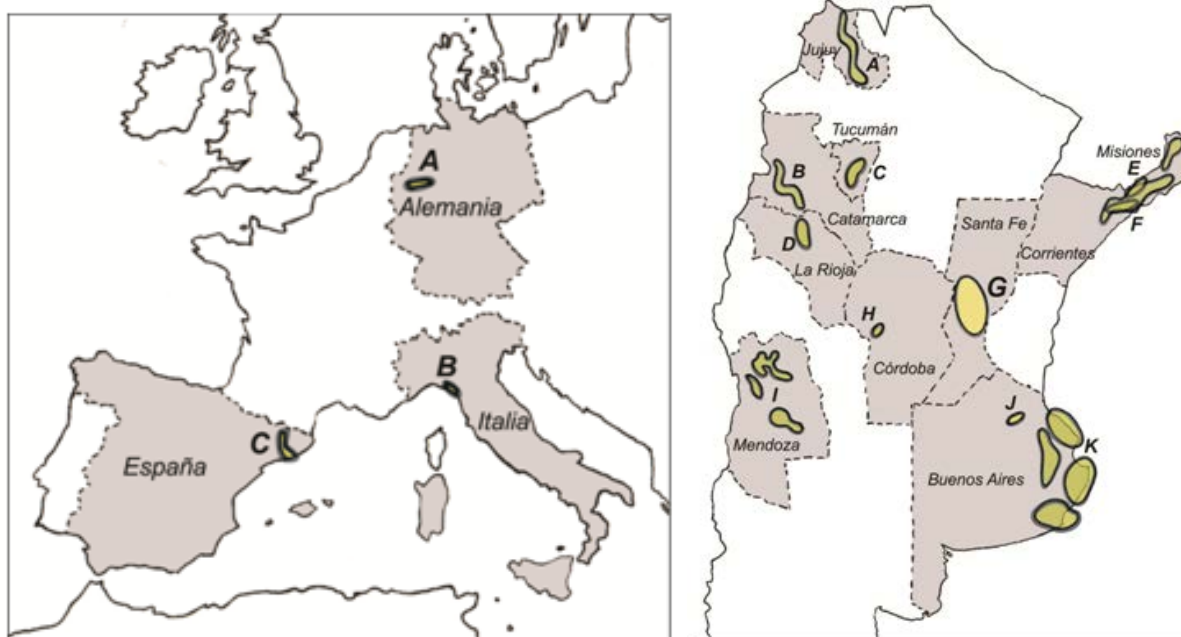 A
Alemania
B
Italia
C
España
Jujuy
A
Tucumán
B
C
Misiones
E
F
Catamarca
Santa Fe
D
La Rioja
Corrientes
G
H
Córdoba
I
Mendoza
J
K
Buenos Aires